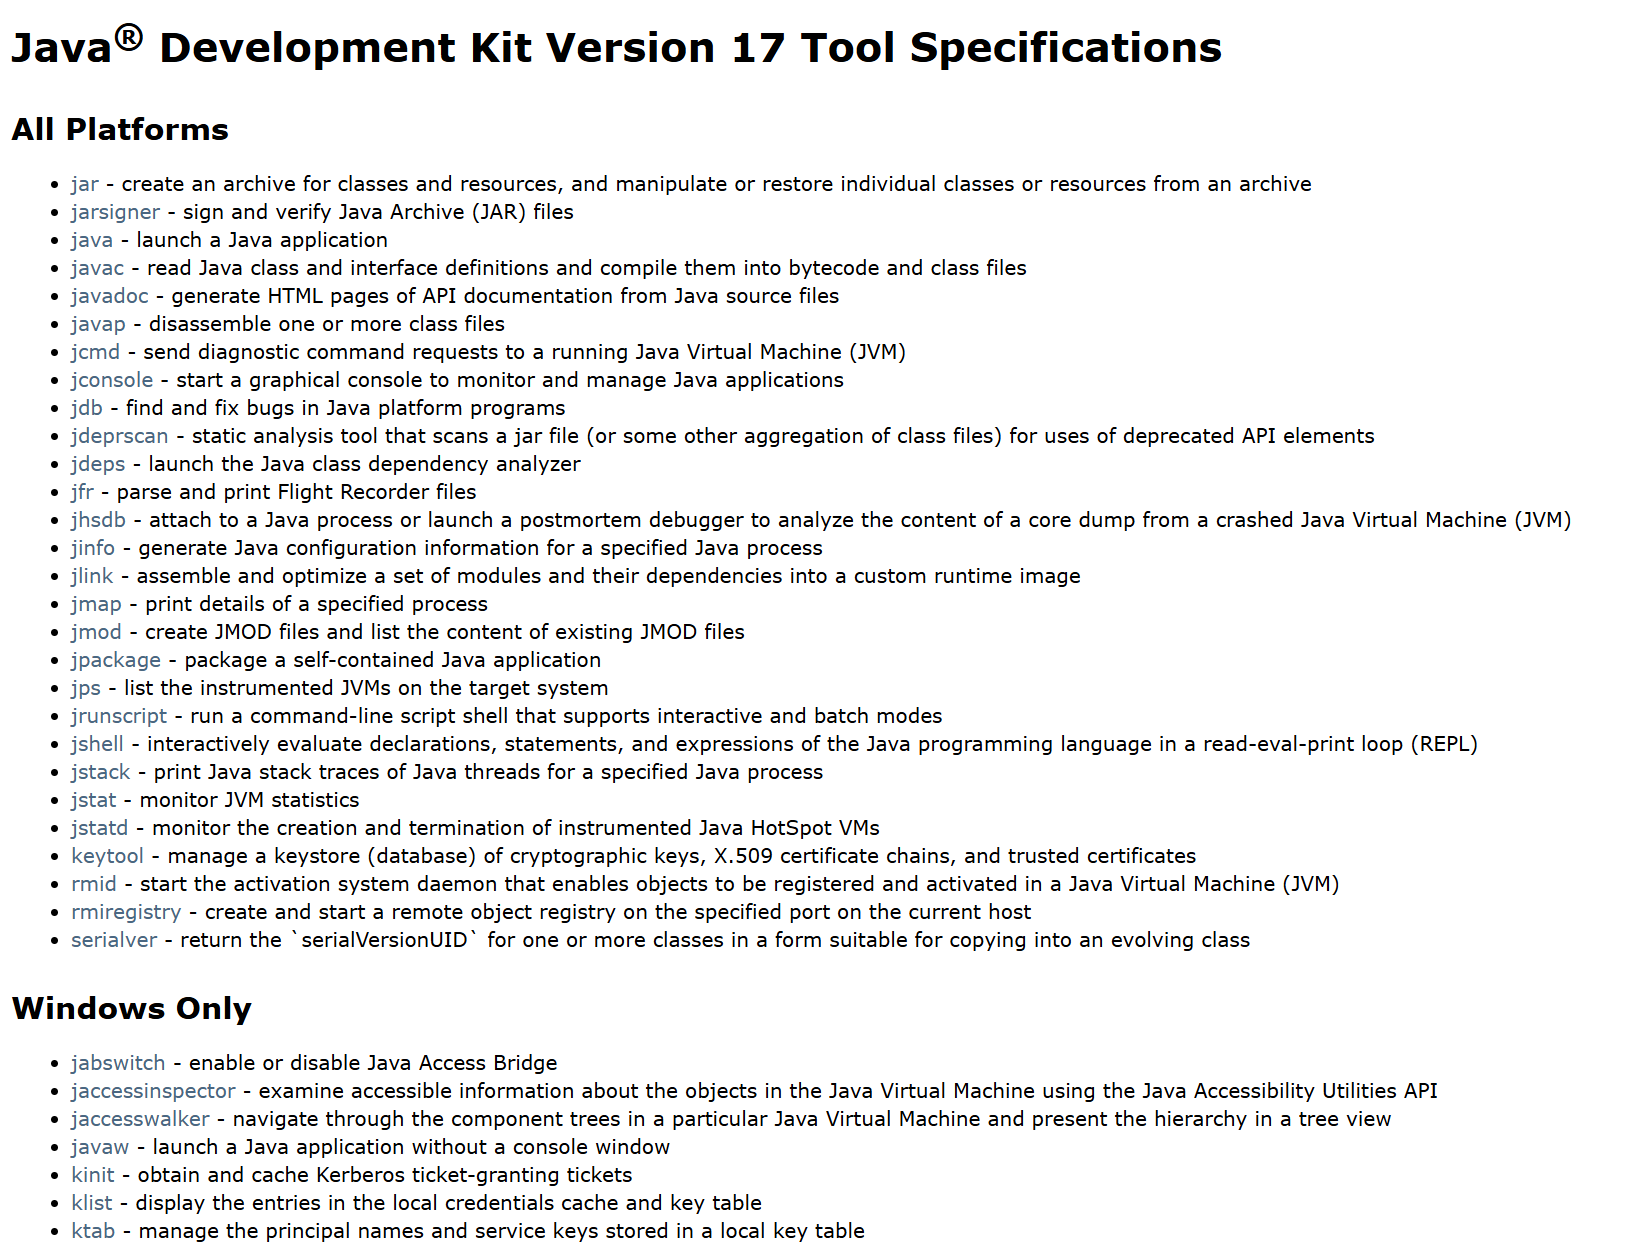 Java® Development Kit Version 17 Tool Specifications
All Platforms
• jar - create an archive for classes and resources, and manipulate or restore individual classes or resources from an archive
• jarsigner - sign and verify Java Archive (JAR) files
• java - launch a Java application
• javac - read Java class and interface definitions and compile them into bytecode and class files
• javadoc - generate HTML pages of API documentation from Java source files
• javap - disassemble one or more class files
• jcmd - send diagnostic command requests to a running Java Virtual Machine (JVM)
• jconsole - start a graphical console to monitor and manage Java applications
• jdb - find and fix bugs in Java platform programs
• jdeprscan - static analysis tool that scans a jar file (or some other aggregation of class files) for uses of deprecated API elements
• jdeps - launch the Java class dependency analyzer
• jfr - parse and print Flight Recorder files
• jhsdb - attach to a Java process or launch a postmortem debugger to analyze the content of a core dump from a crashed Java Virtual Machine (JVM)
• jinfo - generate Java configuration information for a specified Java process
• jlink - assemble and optimize a set of modules and their dependencies into a custom runtime image
• jmap - print details of a specified process
• jmod - create JMOD files and list the content of existing JMOD files
• jpackage - package a self-contained Java application
• jps - list the instrumented JVMs on the target system
• jrunscript - run a command-line script shell that supports interactive and batch modes
• jshell - interactively evaluate declarations, statements, and expressions of the Java programming language in a read-eval-print loop (REPL)
• jstack - print Java stack traces of Java threads for a specified Java process
• jstat - monitor JVM statistics
• jstatd - monitor the creation and termination of instrumented Java HotSpot VMs
• keytool - manage a keystore (database) of cryptographic keys, X.509 certificate chains, and trusted certificates
• rmid - start the activation system daemon that enables objects to be registered and activated in a Java Virtual Machine (JVM)
• rmiregistry - create and start a remote object registry on the specified port on the current host
• serialver - return the `serialVersionUID` for one or more classes in a form suitable for copying into an evolving class
Windows Only
• jabswitch - enable or disable Java Access Bridge
• jaccessinspector - examine accessible information about the objects in the Java Virtual Machine using the Java Accessibility Utilities API
• jaccesswalker - navigate through the component trees in a particular Java Virtual Machine and present the hierarchy in a tree view
• javaw - launch a Java application without a console window
• kinit - obtain and cache Kerberos ticket-granting tickets
• klist - display the entries in the local credentials cache and key table
• ktab - manage the principal names and service keys stored in a local key table